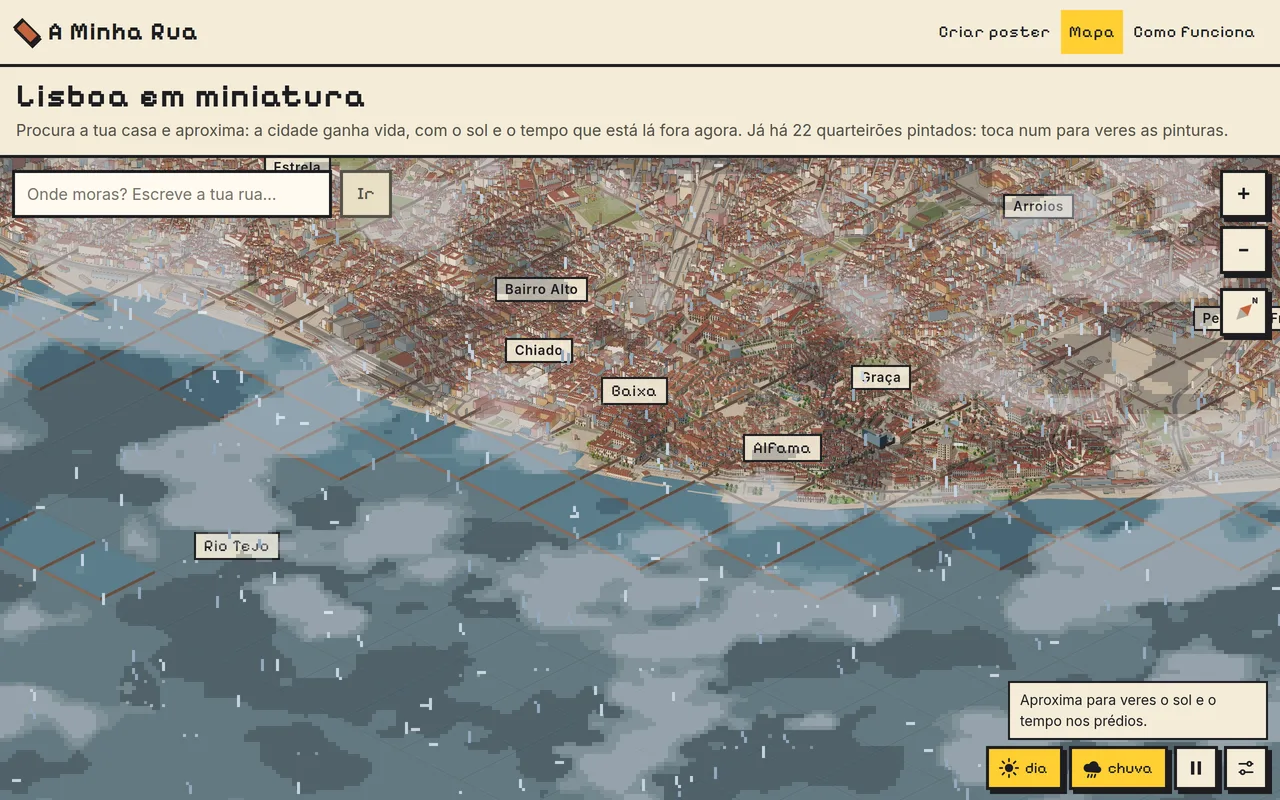 A Minha Rua
Criar poster
Mapa
Como Funciona
Lisboa em miniatura
Procura a tua casa e aproxima: a cidade ganha vida, com o sol e o tempo que está lá fora agora. Já há 22 quarteirões pintados: toca num para veres as pinturas.
Estrela
Onde moras? Escreve a tua rua...
Ir
+
Arroios
−
Bairro Alto
N
Chiado
Graça
Baixa
Alfama
Rio Tejo
Aproxima para veres o sol e o
tempo nos prédios.
dia
chuva